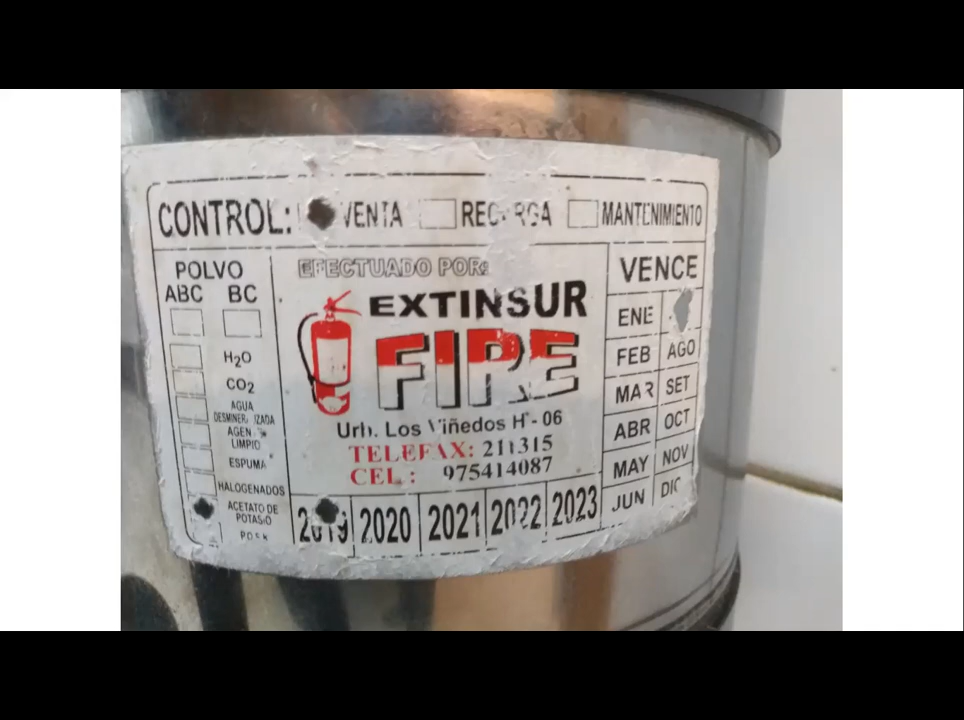 CONTROL: VENTA RECARGA MANTENIMIENTO
POLVO
ABC BC
H2O
CO2
AGUA
DESMINERALIZADA
AGENTE
LIMPIO
ESPUMA
HALOGENADOS
ACETATO DE
POTASIO
EFECTUADO POR:
EXTINSUR
FIRE
Urb. Los Viñedos H - 06
TELEFAX: 211315
CEL : 975414087
2019 2020 2021 2022 2023
VENCE
ENE
FEB AGO
MAR SET
ABR OCT
MAY NOV
JUN DIC